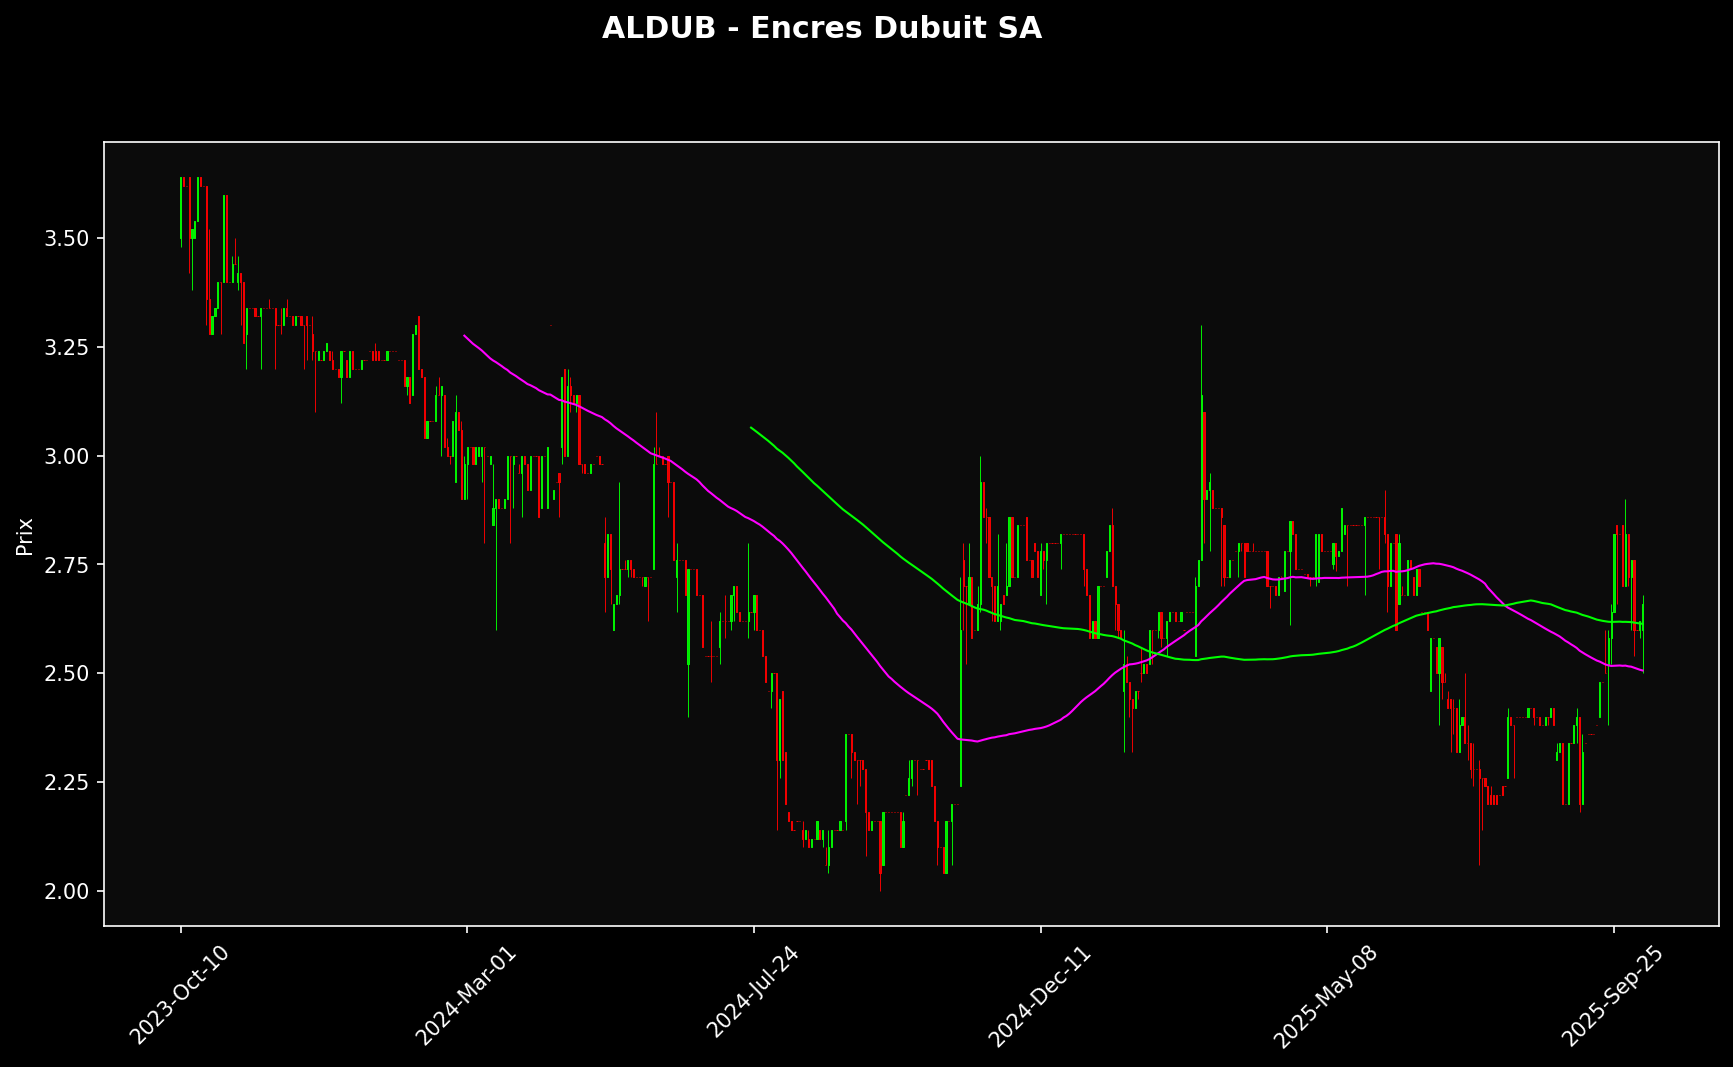 ALDUB - Encres Dubuit SA
Prix
3.50
3.25
3.00
2.75
2.50
2.25
2.00
2023-Oct-10
2024-Mar-01
2024-Jul-24
2024-Dec-11
2025-May-08
2025-Sep-25